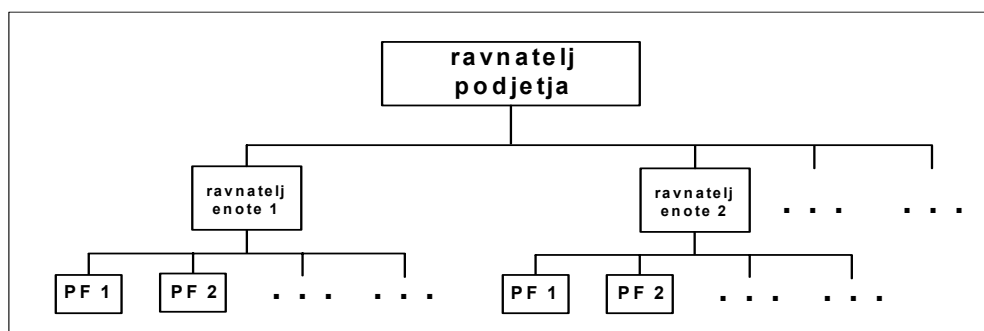 ravnatelj
podjetja
ravnatelj
enote 1
ravnatelj
enote 2
. . . . . .
PF 1 PF 2 . . . . . . PF 1 PF 2 . . . . . .